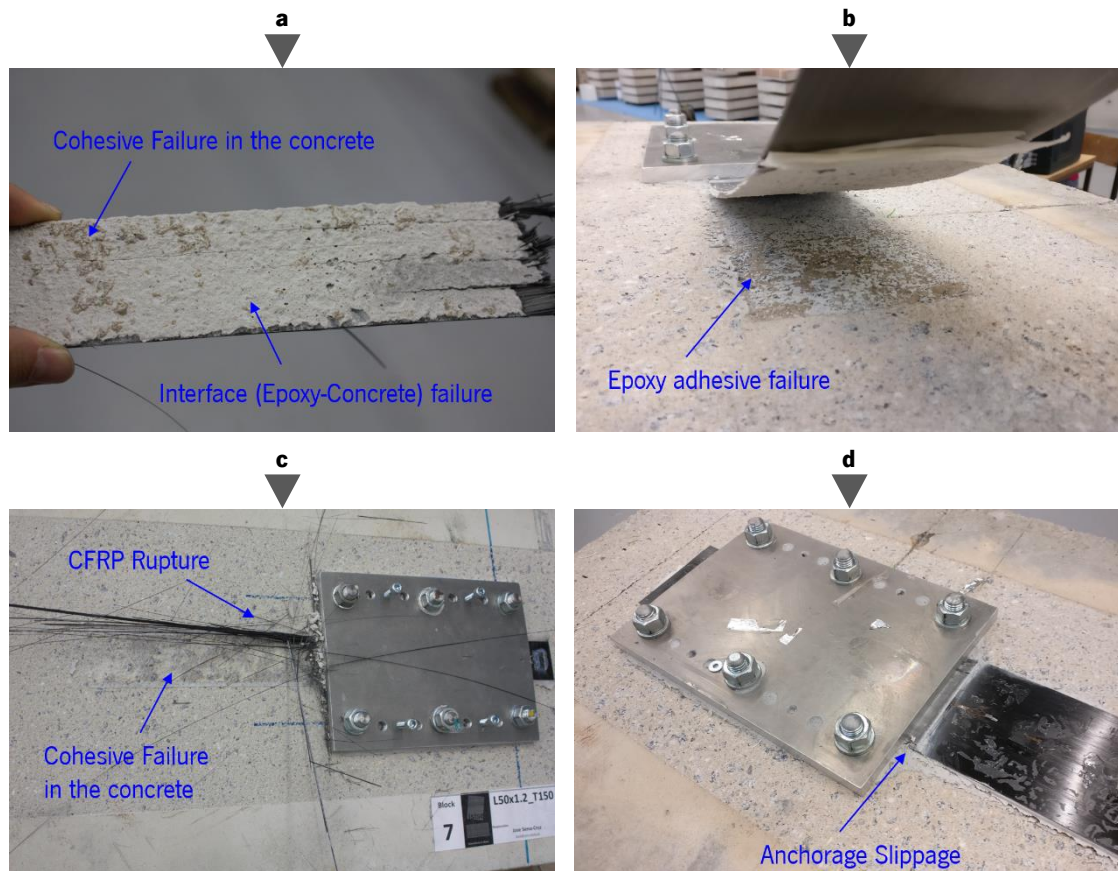 a
b
Cohesive Failure in the concrete
Interface (Epoxy-Concrete) failure
Epoxy adhesive failure
c
d
CFRP Rupture
Cohesive Failure
in the concrete
Block
7
L50x1.2_T150
Anchorage Slippage